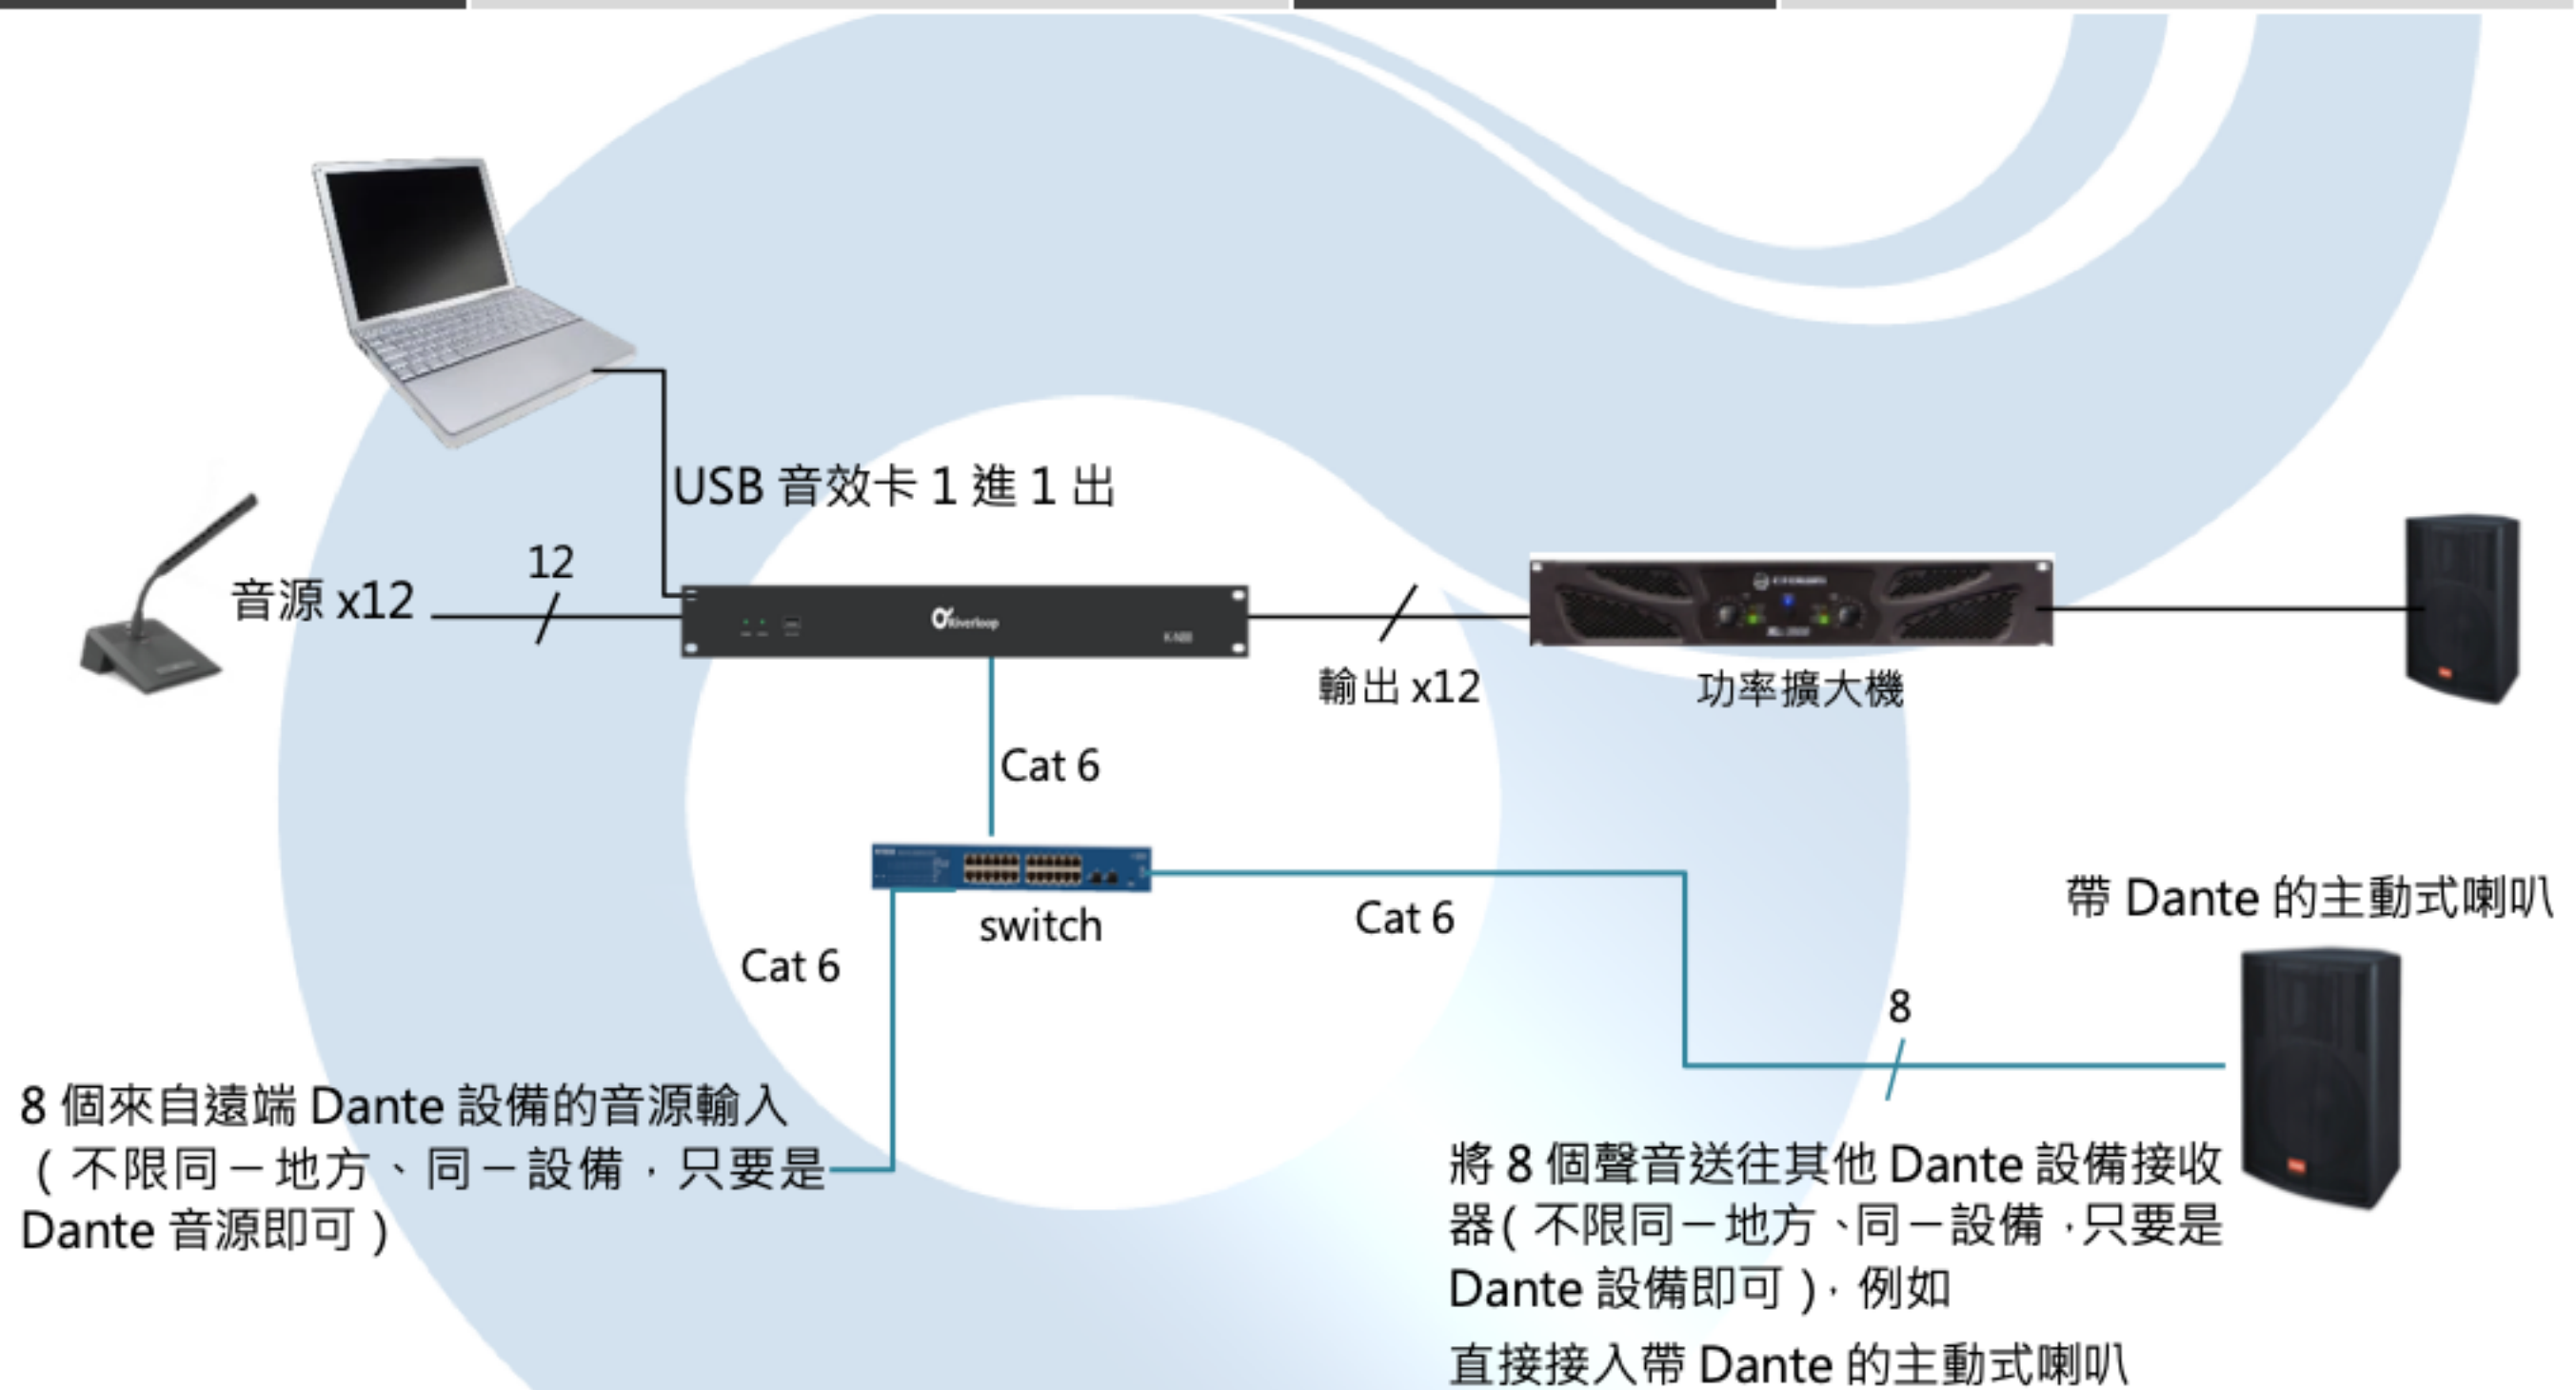 USB 音效卡 1 進 1 出
12
音源 x12
Riverloop
輸出 x12
功率擴大機
Cat 6
switch
Cat 6
Cat 6
帶 Dante 的主動式喇叭
8
8 個來自遠端 Dante 設備的音源輸入
( 不限同一地方、同一設備，只要是
Dante 音源即可 )
將 8 個聲音送往其他 Dante 設備接收
器( 不限同一地方、同一設備，只要是
Dante 設備即可 )，例如
直接接入帶 Dante 的主動式喇叭